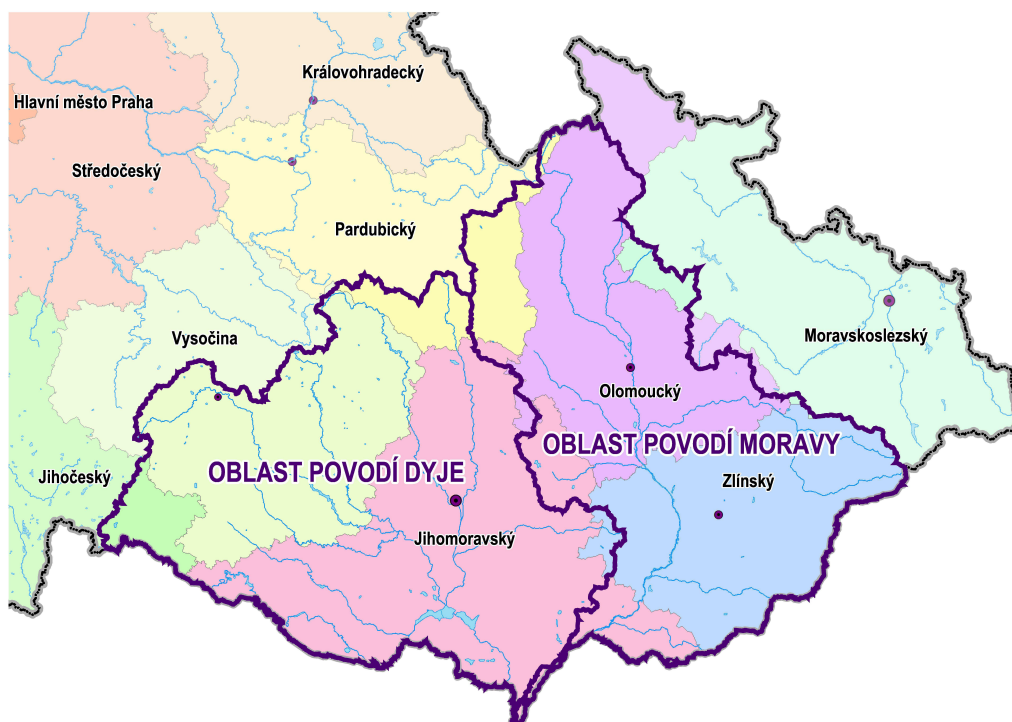 Královohradecký
Hlavní město Praha
Středočeský
Pardubický
Vysočina
Moravskoslezský
Olomoucký
OBLAST POVODÍ MORAVY
OBLAST POVODÍ DYJE
Jihočeský
Zlínský
Jihomoravský